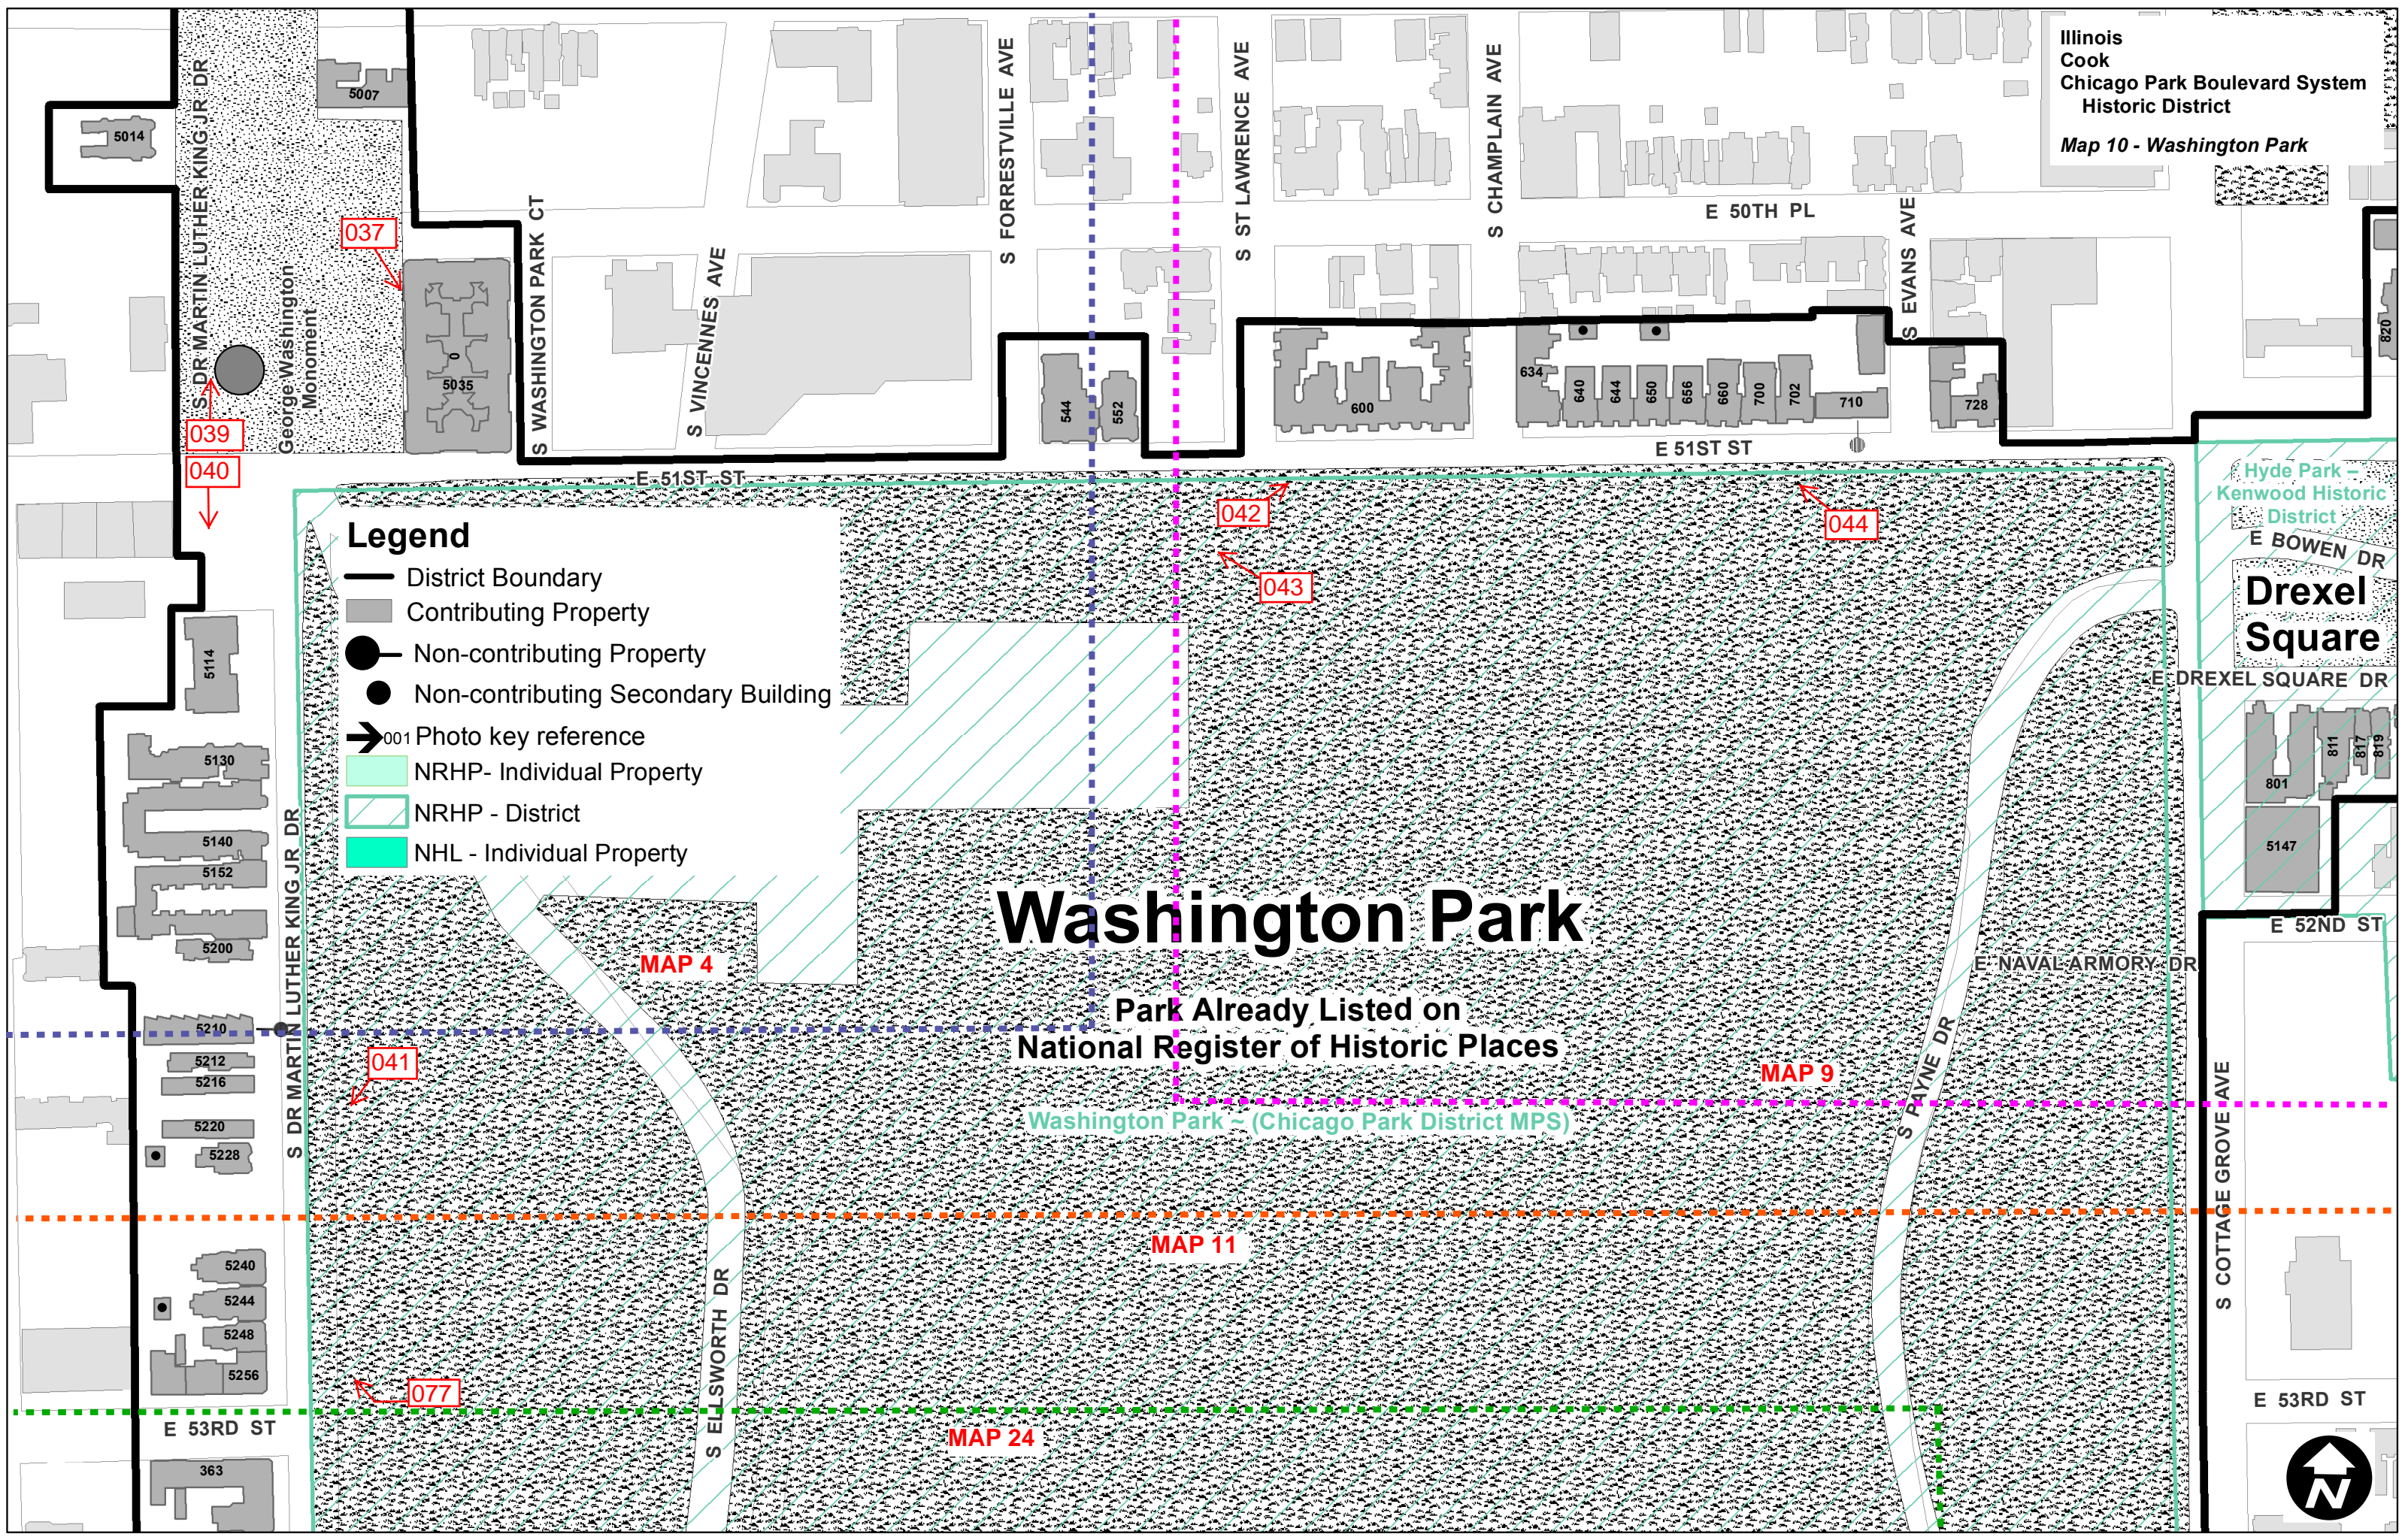 Illinois
Cook
Chicago Park Boulevard System
Historic District
Map 10 - Washington Park
5007
5014
S DR MARTIN LUTHER KING JR DR
037
George Washington
Monoment
039
040
0
5035
S WASHINGTON PARK CT
S VINCENNES AVE
S FORRESTVILLE AVE
S ST LAWRENCE AVE
S CHAMPLAIN AVE
E 50TH PL
S EVANS AVE
544
552
600
634
640
644
650
656
660
700
702
710
728
820
E 51ST ST
E 51ST ST
042
043
044
Hyde Park –
Kenwood Historic
District
E BOWEN DR
Drexel
Square
E DREXEL SQUARE DR
801
811
817
819
5147
E 52ND ST
Legend
District Boundary
Contributing Property
Non-contributing Property
Non-contributing Secondary Building
001 Photo key reference
NRHP- Individual Property
NRHP - District
NHL - Individual Property
5114
5130
5140
5152
5200
5210
5212
5216
5220
5228
5240
5244
5248
5256
363
S DR MARTIN LUTHER KING JR DR
041
077
MAP 4
Washington Park
Park Already Listed on
National Register of Historic Places
Washington Park ~ (Chicago Park District MPS)
MAP 9
E NAVAL ARMORY DR
S PAYNE DR
S COTTAGE GROVE AVE
MAP 11
S ELLSWORTH DR
MAP 24
E 53RD ST
E 53RD ST
N